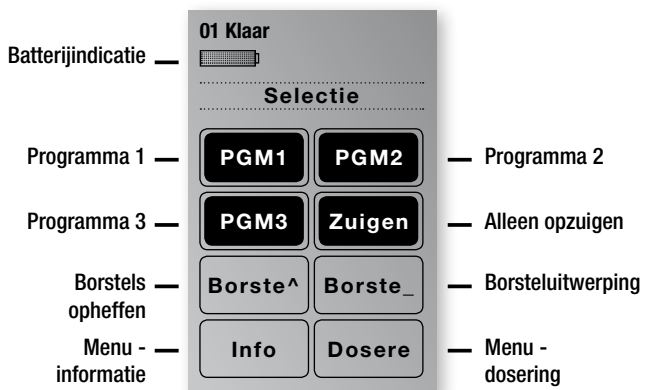 01 Klaar
Batterijindicatie
Selectie
Programma 1
PGM1
PGM2
Programma 2
Programma 3
PGM3
Zuigen
Alleen opzuigen
Borstels
opheffen
Borste^
Borste_
Borsteluitwerping
Menu -
informatie
Info
Dosere
Menu -
dosering